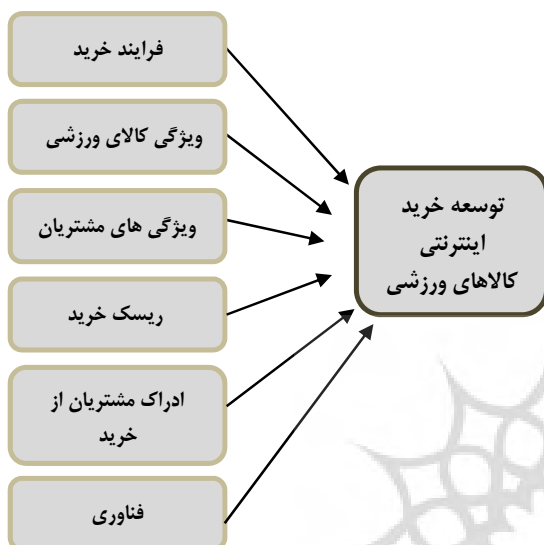 فرایند خرید
ویژگی کالای ورزشی
ویژگی های مشتریان
ریسک خرید
ادراک مشتریان از
خرید
فناوری
توسعه خرید
اینترنتی
کالاهای ورزشی